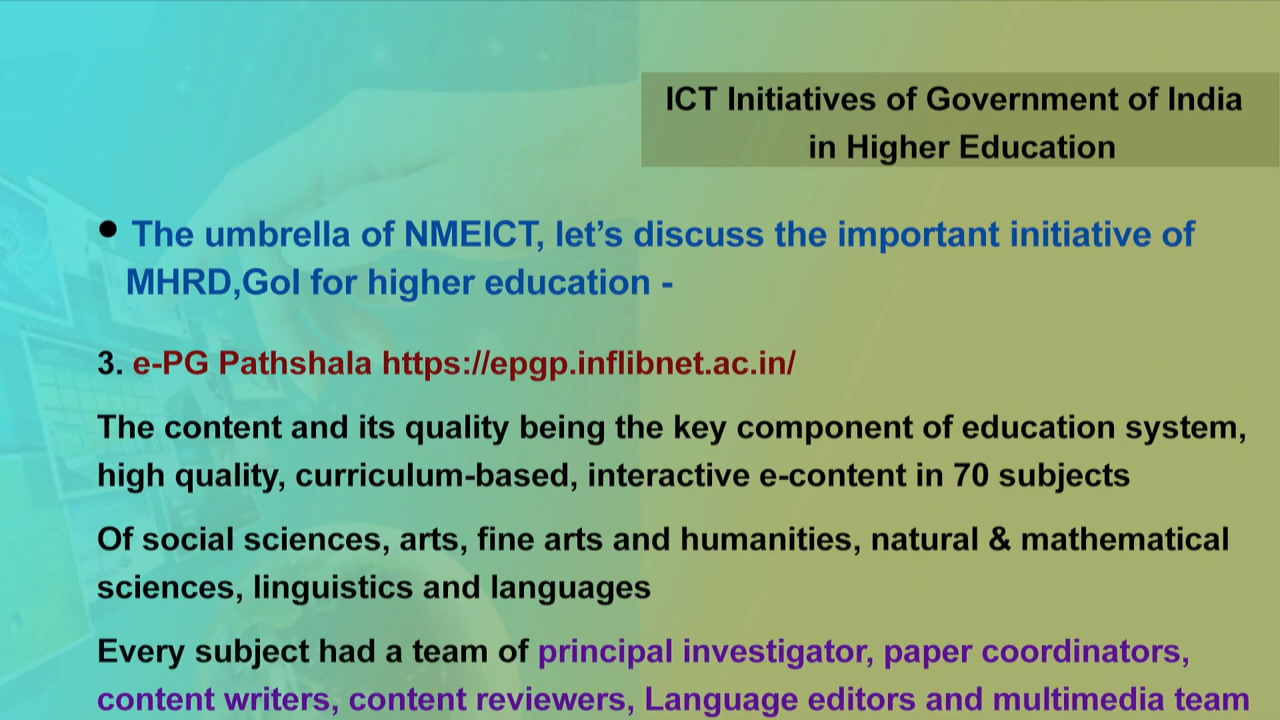 ICT Initiatives of Government of India
in Higher Education
• The umbrella of NMEICT, let’s discuss the important initiative of
MHRD,GoI for higher education -
3. e-PG Pathshala https://epgp.inflibnet.ac.in/
The content and its quality being the key component of education system,
high quality, curriculum-based, interactive e-content in 70 subjects
Of social sciences, arts, fine arts and humanities, natural & mathematical
sciences, linguistics and languages
Every subject had a team of principal investigator, paper coordinators,
content writers, content reviewers, Language editors and multimedia team